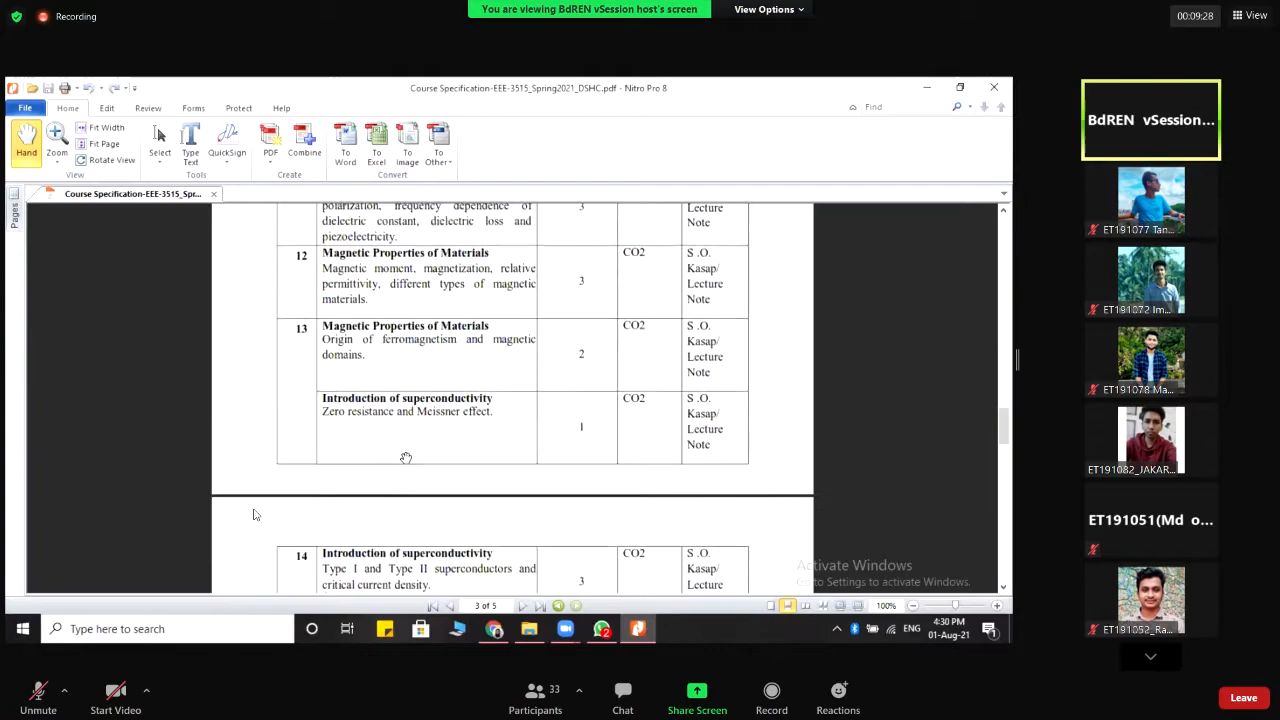 Recording
You are viewing BdREN vSession host's screen
View Options
00:09:28
View
Course Specification-EEE-3515_Spring2021_DSHC.pdf - Nitro Pro 8
File
Home
Edit
Review
Forms
Protect
Help
Find
Hand
Zoom
Fit Width
Fit Page
Rotate View
View
Select
Type Text
QuickSign
Tools
PDF
Combine
Create
To Word
To Excel
To Image
To Other
Convert
Pages
Course Specification-EEE-3515_Spr...
polarization, frequency dependence of
dielectric constant, dielectric loss and
piezoelectricity.
3
Lecture
Note
12
Magnetic Properties of Materials
Magnetic moment, magnetization, relative
permittivity, different types of magnetic
materials.
3
CO2
S .O.
Kasap/
Lecture
Note
13
Magnetic Properties of Materials
Origin of ferromagnetism and magnetic
domains.
2
CO2
S .O.
Kasap/
Lecture
Note
Introduction of superconductivity
Zero resistance and Meissner effect.
1
CO2
S .O.
Kasap/
Lecture
Note
14
Introduction of superconductivity
Type I and Type II superconductors and
critical current density.
3
CO2
S .O.
Kasap/
Lecture
Activate Windows
Go to Settings to activate Windows.
3 of 5
100%
Type here to search
2
ENG
4:30 PM
01-Aug-21
1
BdREN vSession...
ET191077 Tan...
ET191072 Im...
ET191078 Ma...
ET191082_JAKAR...
ET191051(Md o...
ET191052_Ra...
Unmute
Start Video
33
Participants
Chat
Share Screen
Record
Reactions
Leave